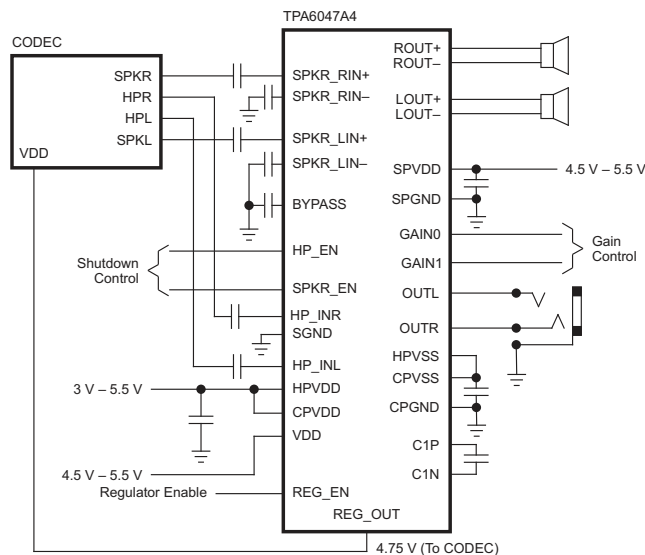 TPA6047A4
CODEC
SPKR
HPR
HPL
SPKL
VDD
SPKR_RIN+
SPKR_RIN–
SPKR_LIN+
SPKR_LIN–
BYPASS
HP_EN
SPKR_EN
HP_INR
SGND
HP_INL
HPVDD
CPVDD
VDD
REG_EN
REG_OUT
Shutdown
Control
3 V – 5.5 V
4.5 V – 5.5 V
Regulator Enable
ROUT+
ROUT–
LOUT+
LOUT–
SPVDD
SPGND
GAIN0
GAIN1
OUTL
OUTR
HPVSS
CPVSS
CPGND
C1P
C1N
4.5 V – 5.5 V
Gain
Control
4.75 V (To CODEC)